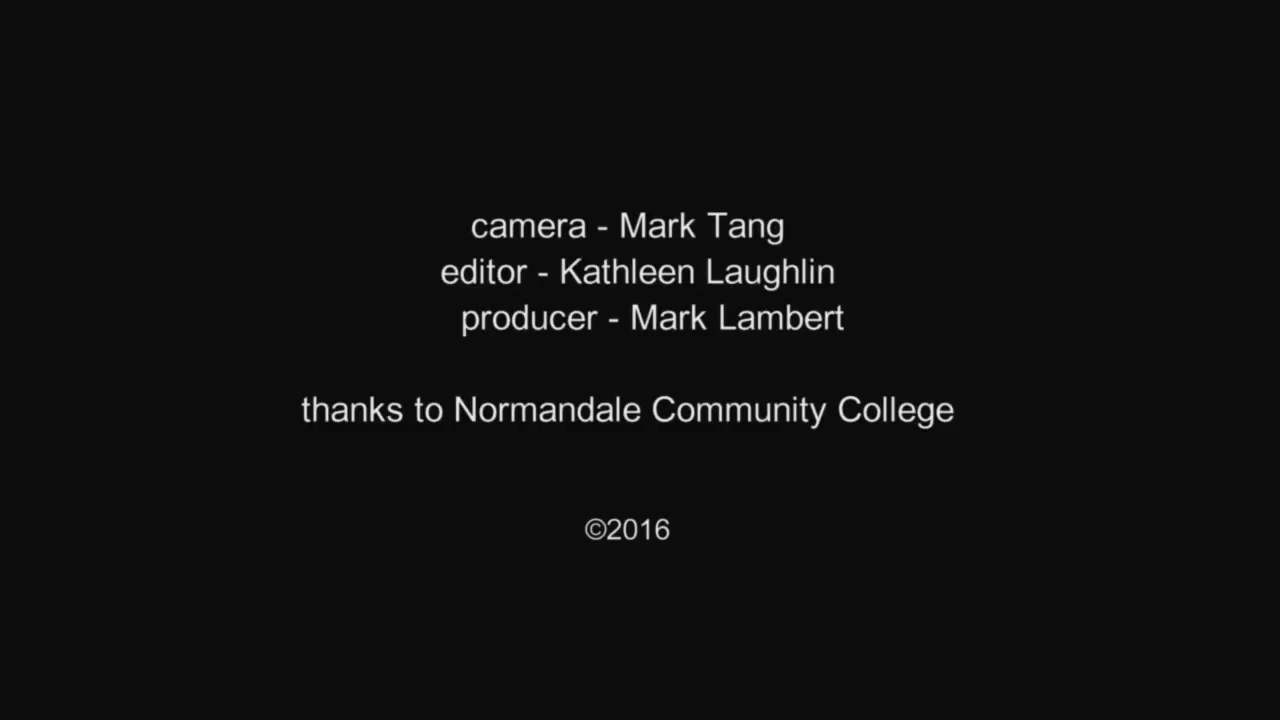 camera - Mark Tang
editor - Kathleen Laughlin
producer - Mark Lambert
thanks to Normandale Community College
©2016